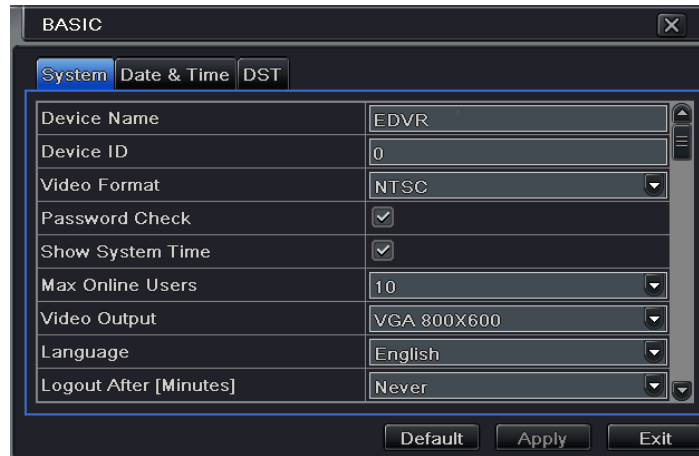 BASIC
System Date & Time DST
Device Name EDVR
Device ID 0
Video Format NTSC
Password Check
Show System Time
Max Online Users 10
Video Output VGA 800X600
Language English
Logout After [Minutes] Never
Default Apply Exit